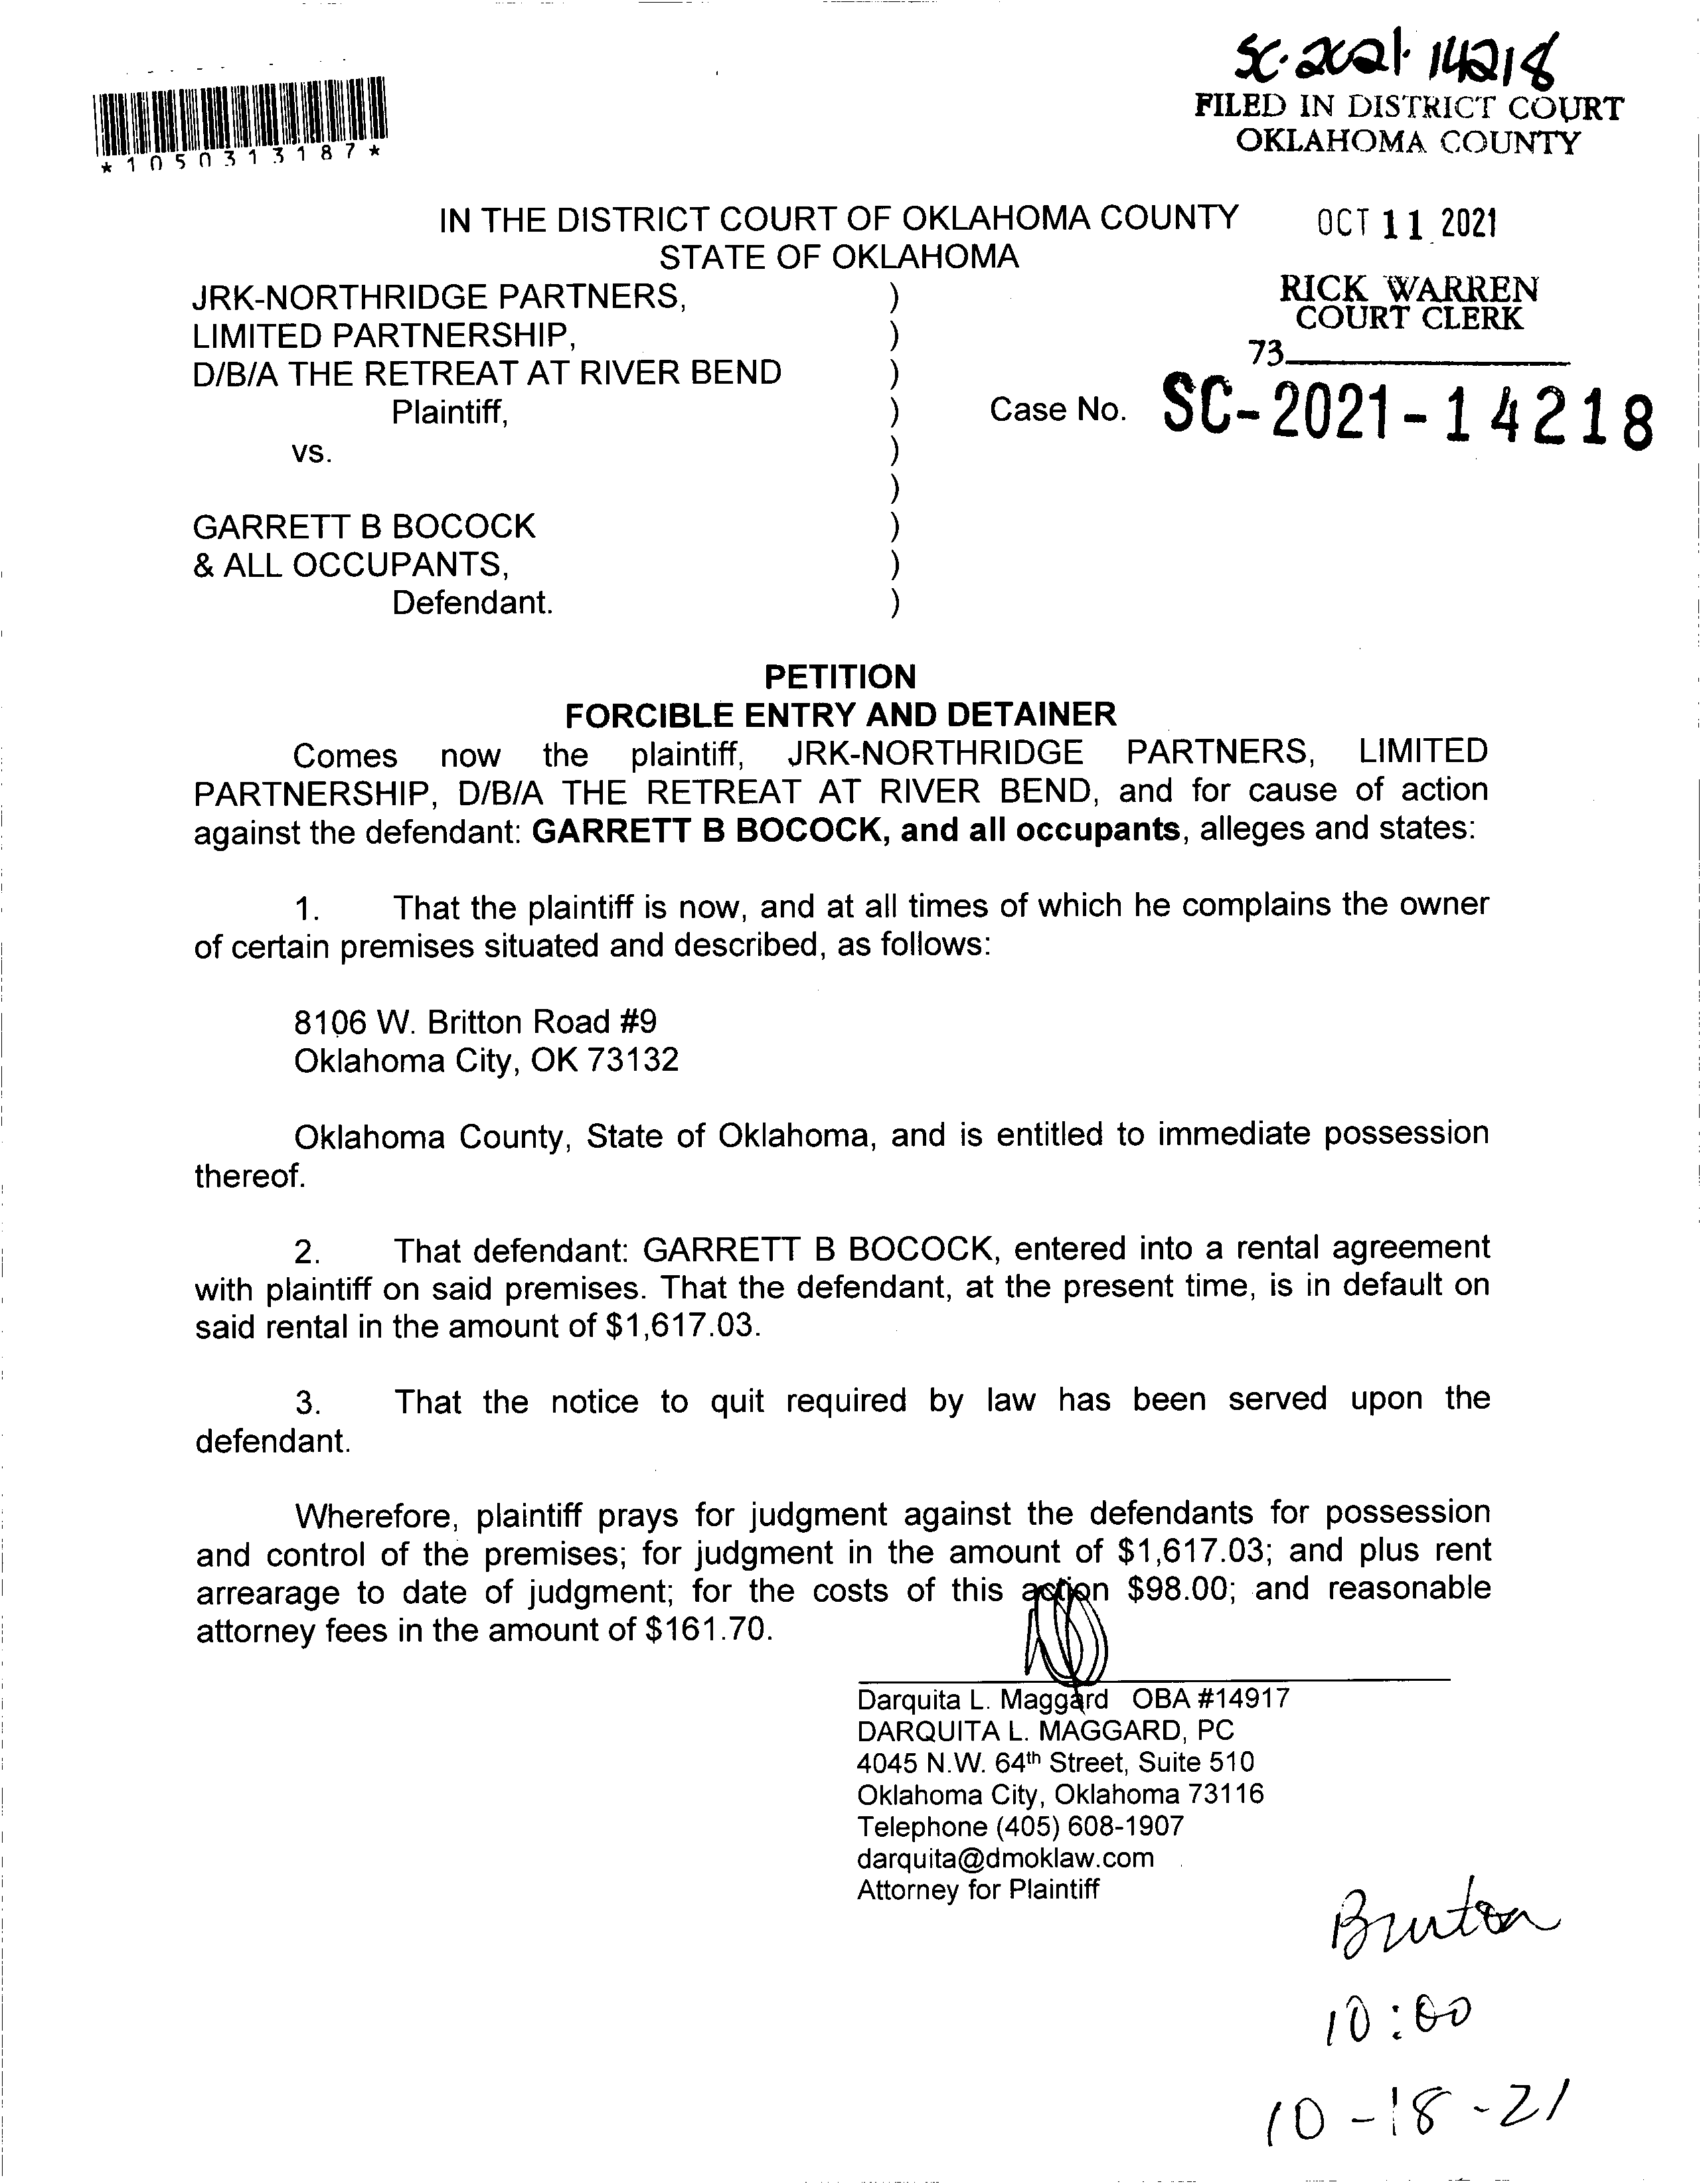 SC-2021-14218
FILED IN DISTRICT COURT
OKLAHOMA COUNTY
*1050313187*
IN THE DISTRICT COURT OF OKLAHOMA COUNTY
STATE OF OKLAHOMA
OCT 11 2021
RICK WARREN
COURT CLERK
73
JRK-NORTHRIDGE PARTNERS, )
LIMITED PARTNERSHIP, )
D/B/A THE RETREAT AT RIVER BEND )
Plaintiff, ) Case No. SC-2021-14218
vs. )
)
GARRETT B BOCOCK )
& ALL OCCUPANTS, )
Defendant. )
PETITION
FORCIBLE ENTRY AND DETAINER
Comes now the plaintiff, JRK-NORTHRIDGE PARTNERS, LIMITED
PARTNERSHIP, D/B/A THE RETREAT AT RIVER BEND, and for cause of action
against the defendant: GARRETT B BOCOCK, and all occupants, alleges and states:
1. That the plaintiff is now, and at all times of which he complains the owner
of certain premises situated and described, as follows:
8106 W. Britton Road #9
Oklahoma City, OK 73132
Oklahoma County, State of Oklahoma, and is entitled to immediate possession
thereof.
2. That defendant: GARRETT B BOCOCK, entered into a rental agreement
with plaintiff on said premises. That the defendant, at the present time, is in default on
said rental in the amount of $1,617.03.
3. That the notice to quit required by law has been served upon the
defendant.
Wherefore, plaintiff prays for judgment against the defendants for possession
and control of the premises; for judgment in the amount of $1,617.03; and plus rent
arrearage to date of judgment; for the costs of this action $98.00; and reasonable
attorney fees in the amount of $161.70.
Darquita L. Maggard OBA #14917
DARQUITA L. MAGGARD, PC
4045 N.W. 64th Street, Suite 510
Oklahoma City, Oklahoma 73116
Telephone (405) 608-1907
darquita@dmoklaw.com
Attorney for Plaintiff
10:00
10-18-21